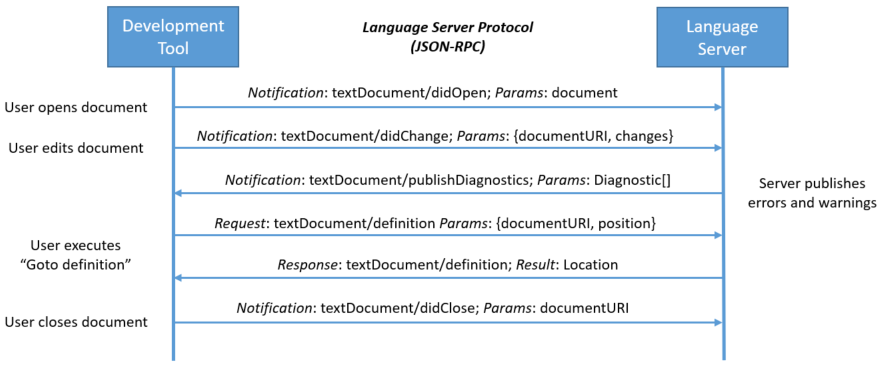 Development
Tool
Language Server Protocol
(JSON-RPC)
Language
Server
Notification: textDocument/didOpen; Params: document
User opens document
Notification: textDocument/didChange; Params: {documentURI, changes}
User edits document
Notification: textDocument/publishDiagnostics; Params: Diagnostic[]
Server publishes
errors and warnings
Request: textDocument/definition Params: {documentURI, position}
User executes
“Goto definition”
Response: textDocument/definition; Result: Location
Notification: textDocument/didClose; Params: documentURI
User closes document